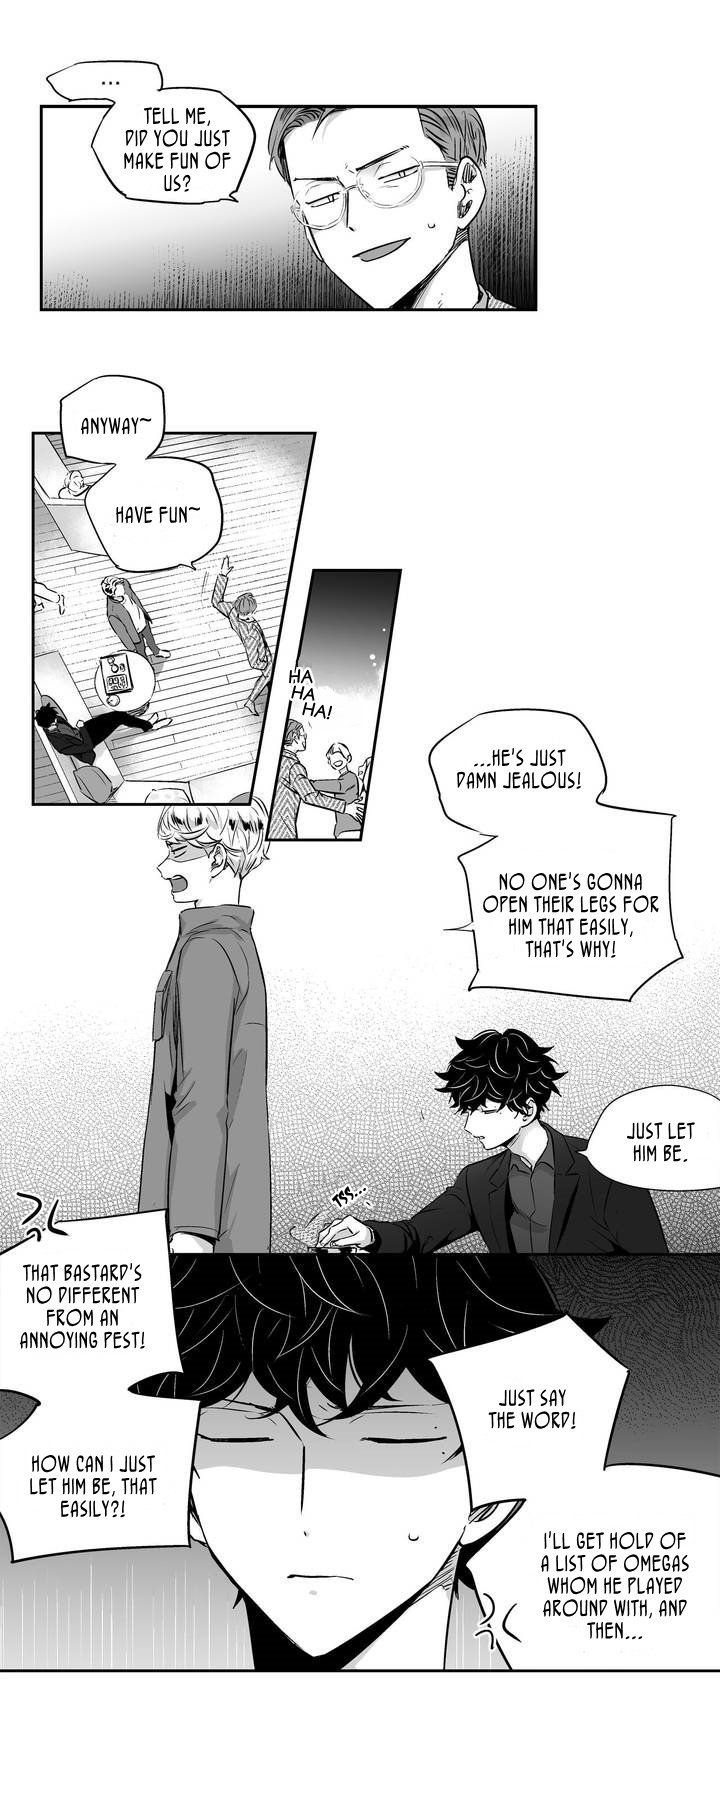 ...
TELL ME,
DID YOU JUST
MAKE FUN OF
US?
ANYWAY~
HAVE FUN~
HA
HA
HA!
...HE'S JUST
DAMN JEALOUS!
NO ONE'S GONNA
OPEN THEIR LEGS FOR
HIM THAT EASILY,
THAT'S WHY!
JUST LET
HIM BE.
TSS...
THAT BASTARD'S
NO DIFFERENT
FROM AN
ANNOYING PEST!
HOW CAN I JUST
LET HIM BE, THAT
EASILY?!
JUST SAY
THE WORD!
I'LL GET HOLD OF
A LIST OF OMEGAS
WHOM HE PLAYED
AROUND WITH, AND
THEN...